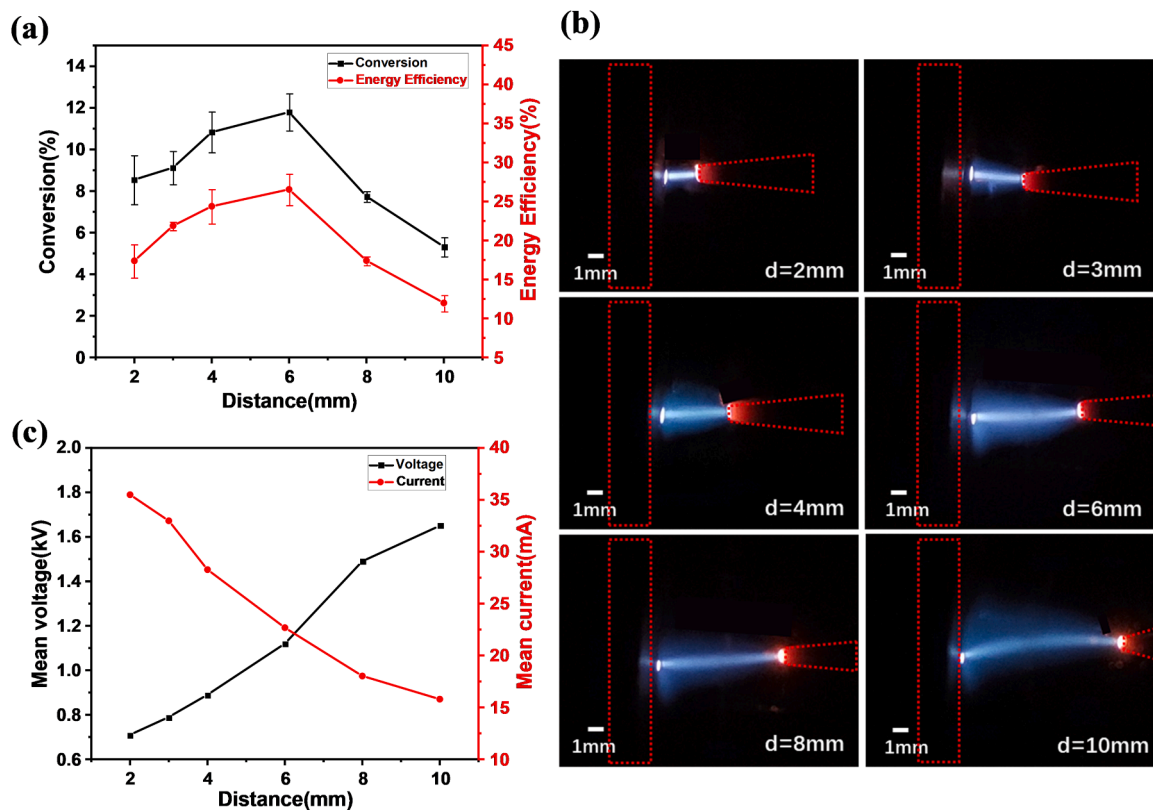 (a)
Conversion
Energy Efficiency
Conversion(%)
Energy Efficiency(%)
14
12
10
8
6
4
2
0
45
40
35
30
25
20
15
10
5
2 4 6 8 10
Distance(mm)
(b)
1mm d=2mm
1mm d=3mm
1mm d=4mm
1mm d=6mm
1mm d=8mm
1mm d=10mm
(c)
Voltage
Current
Mean voltage(kV)
Mean current(mA)
2.0
1.8
1.6
1.4
1.2
1.0
0.8
0.6
40
35
30
25
20
15
10
2 4 6 8 10
Distance(mm)